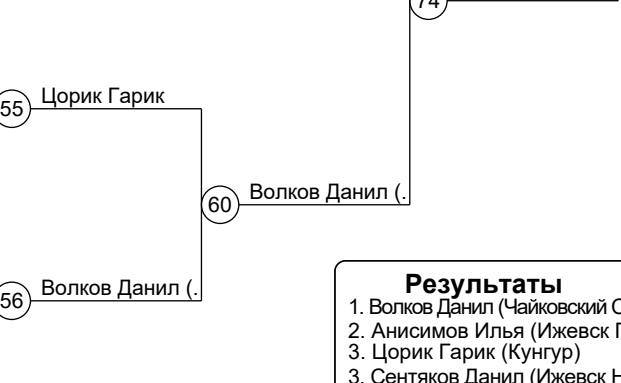 74
Цорик Гарик
55
Волков Данил (.
60
Волков Данил (.
56
Результаты
1. Волков Данил (Чайковский
2. Анисимов Илья (Ижевск
3. Цорик Гарик (Кунгур)
3. Сентяков Данил (Ижевск